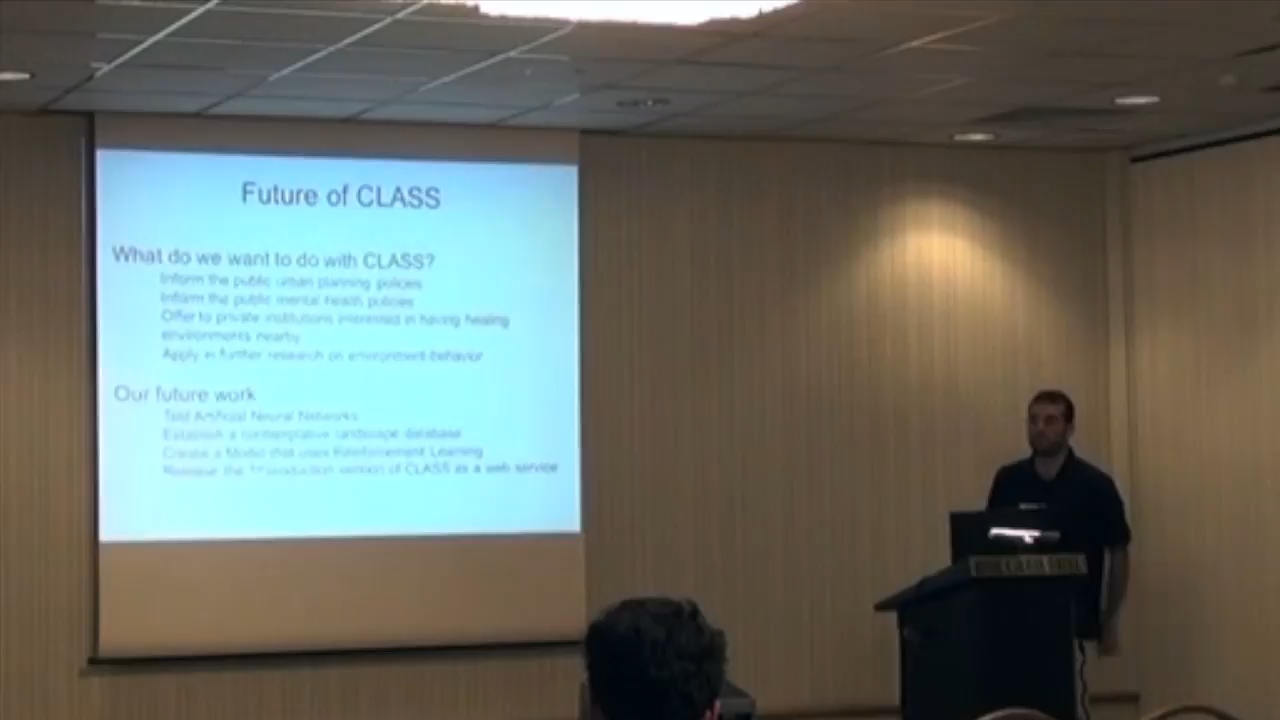 Future of CLASS
What do we want to do with CLASS?
Inform the public urban planning policies
Inform the public mental health policies
Offer to private institutions interested in having healing
environments nearby
Apply in further research on environment-behavior
Our future work
Test Artificial Neural Networks
Establish a contemplative landscape database
Create a Model that uses Reinforcement Learning
Release the 1st production version of CLASS as a web service